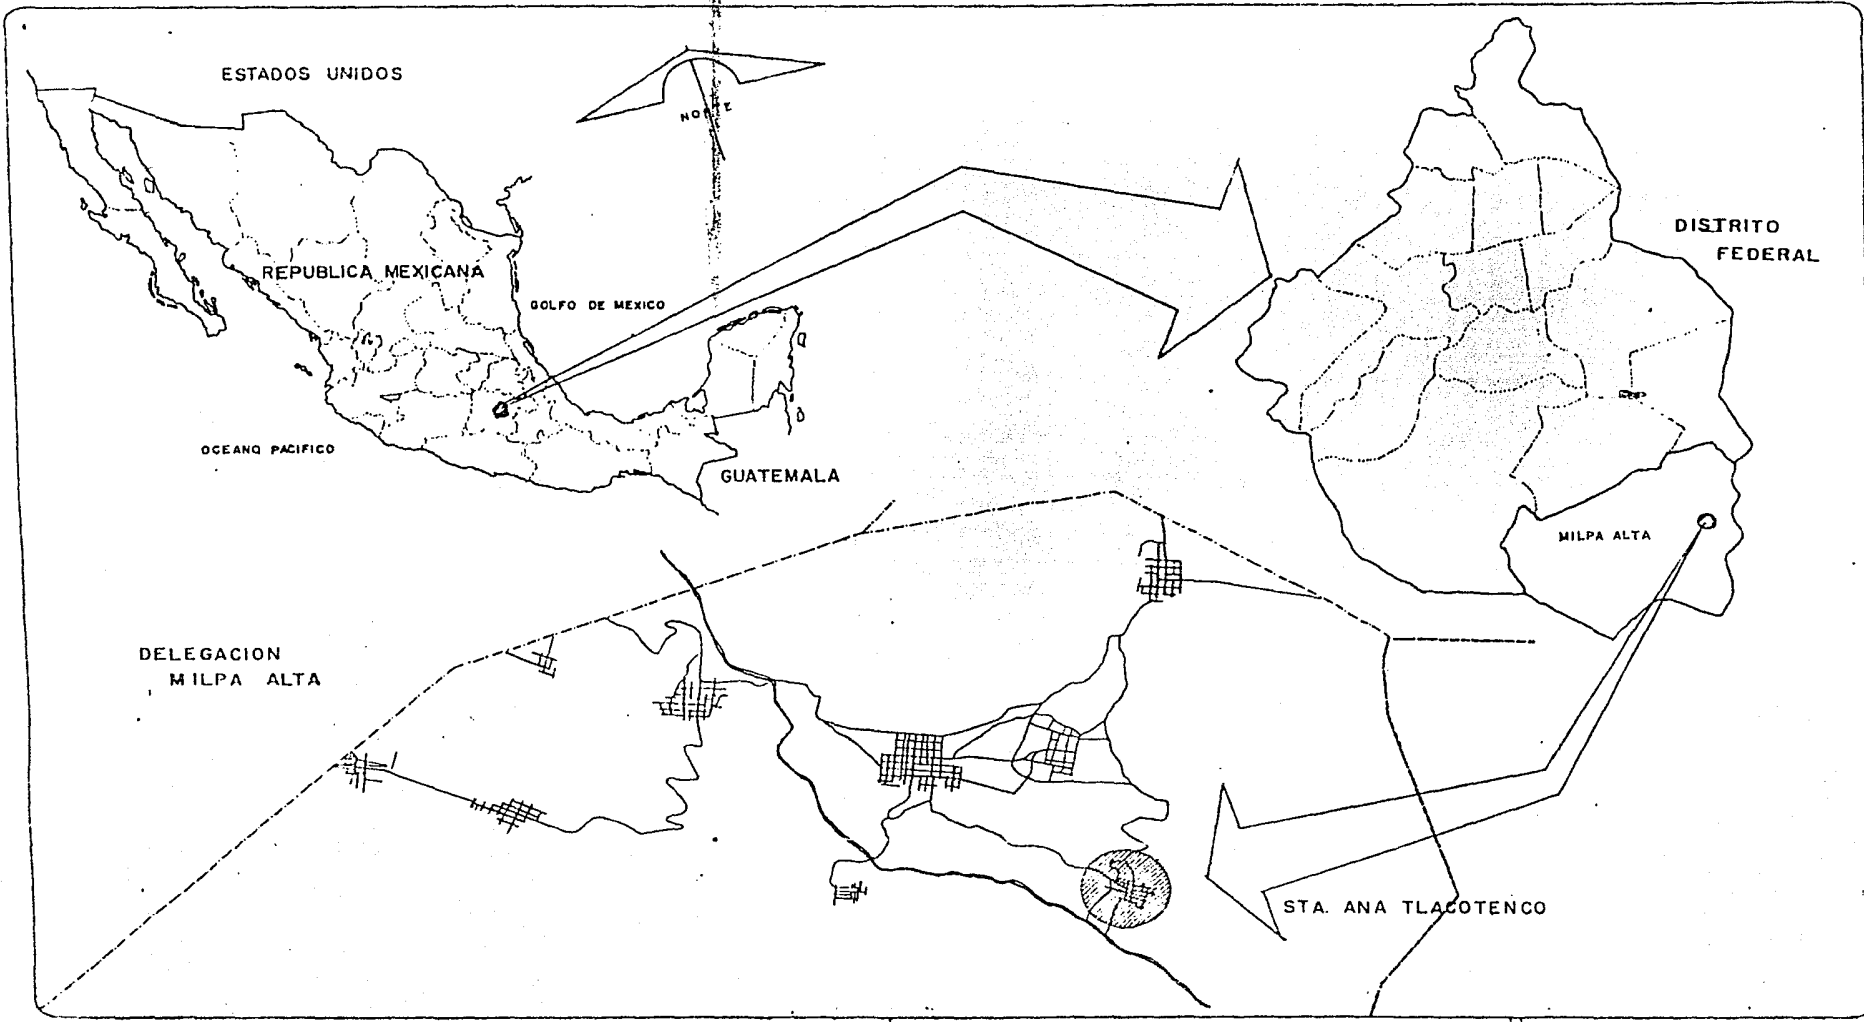 ESTADOS UNIDOS
NORTE
DISTRITO
FEDERAL
REPUBLICA MEXICANA
GOLFO DE MEXICO
OCEANO PACIFICO
GUATEMALA
MILPA ALTA
DELEGACION
MILPA ALTA
STA. ANA TLACOTENCO